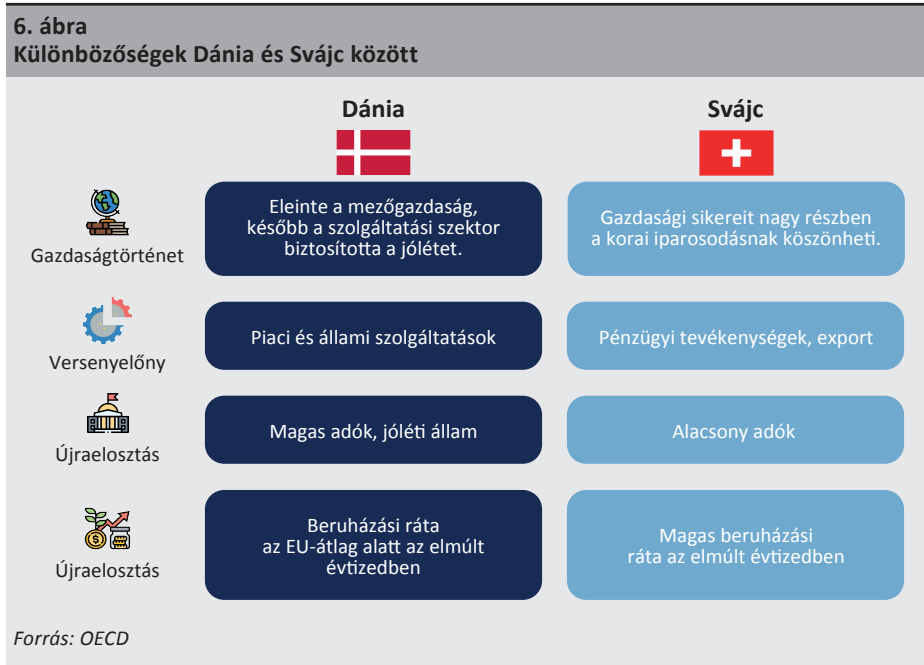 6. ábra
Különbözőségek Dánia és Svájc között
Dánia
Svájc
Gazdaságtörténet
Eleinte a mezőgazdaság,
később a szolgáltatási szektor
biztosította a jólétet.
Gazdasági sikereit nagy részben
a korai iparosodásnak köszönheti.
Versenyelőny
Piaci és állami szolgáltatások
Pénzügyi tevékenységek, export
Újraelosztás
Magas adók, jóléti állam
Alacsony adók
Újraelosztás
Beruházási ráta
az EU-átlag alatt az elmúlt
évtizedben
Magas beruházási
ráta az elmúlt évtizedben
Forrás: OECD